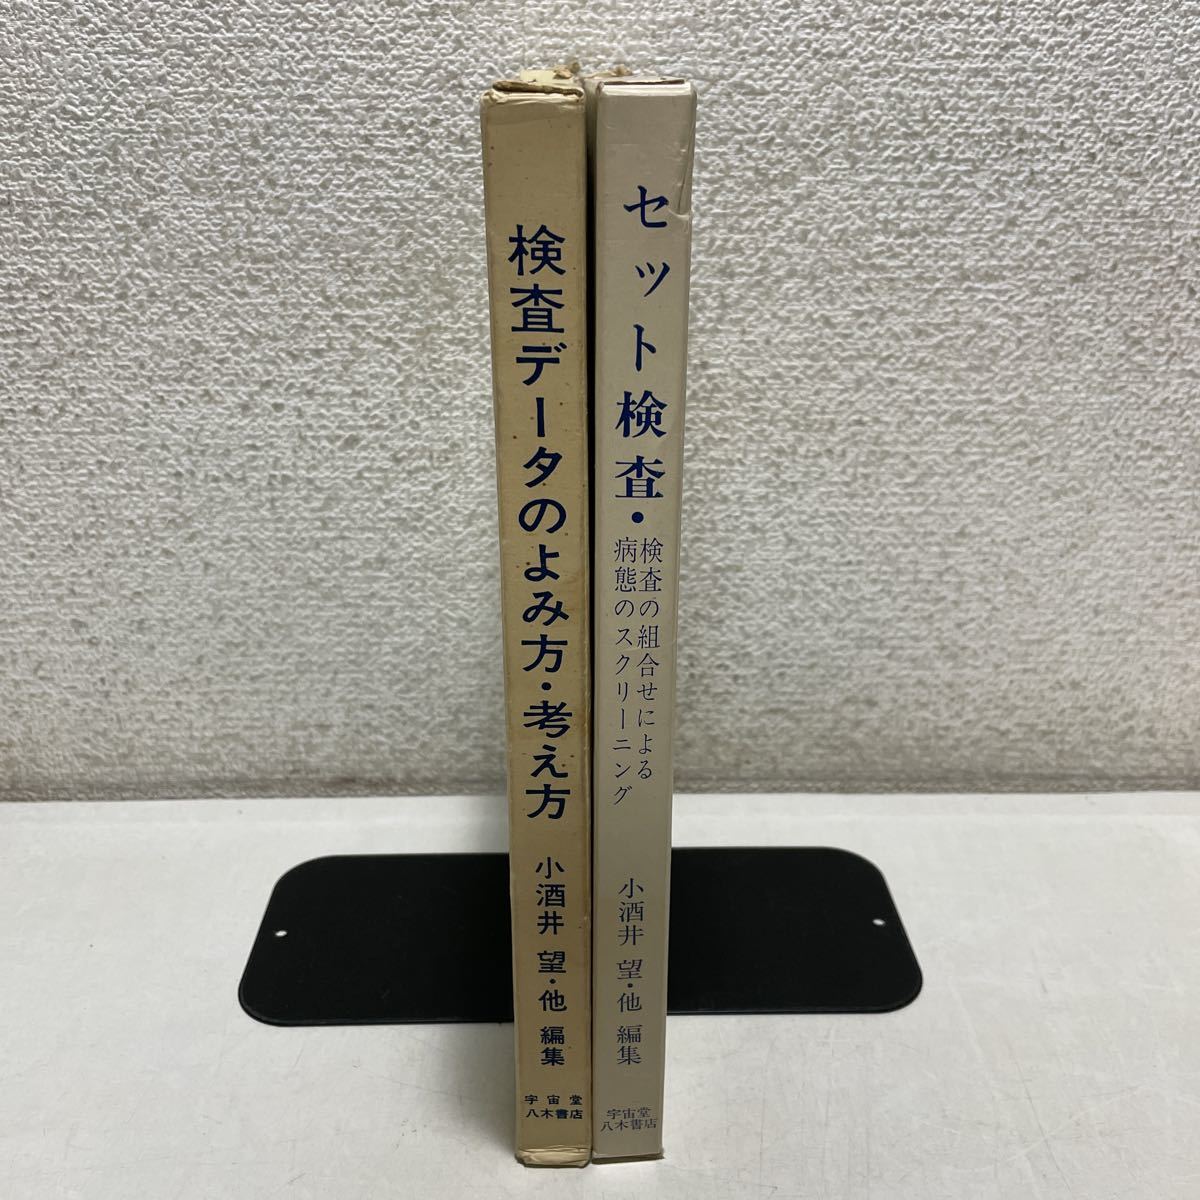 検査データのよみ方・考え方
小酒井 望・他 編集
宇宙堂
八木書店
セット検査・
検査の組合せによる
病態のスクリーニング
小酒井 望・他 編集
宇宙堂
八木書店